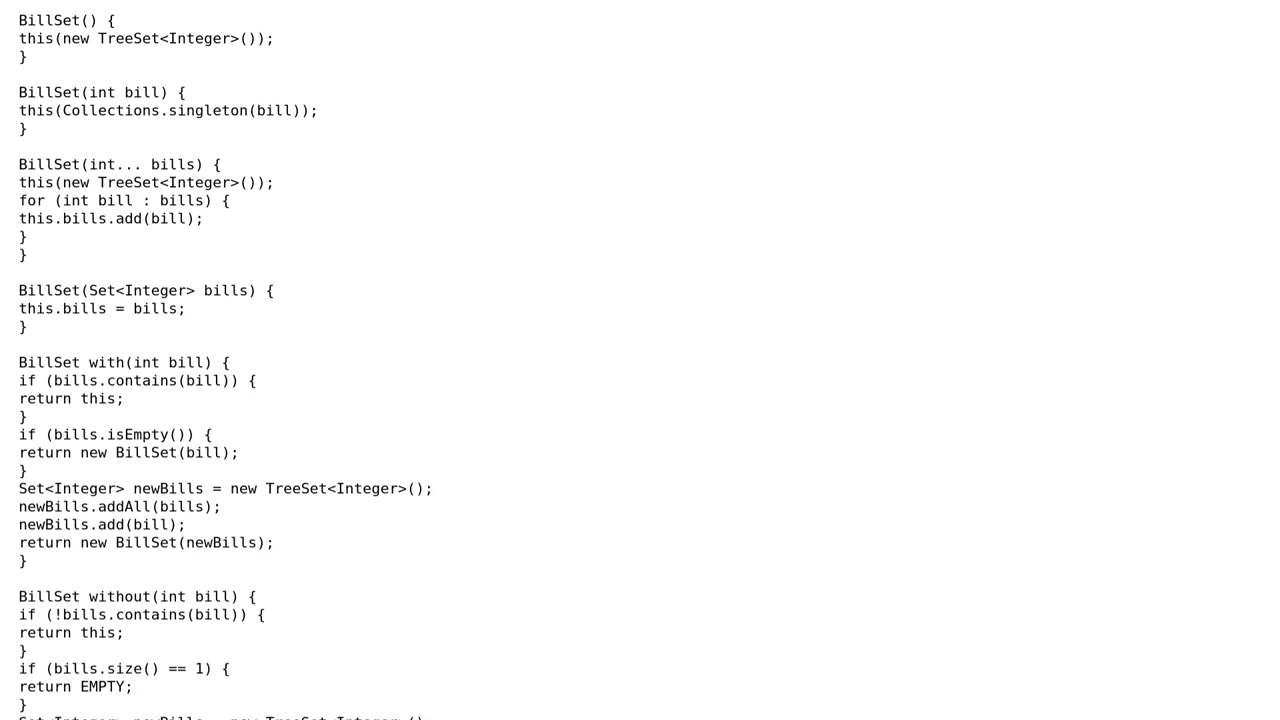 BillSet() {
this(new TreeSet<Integer>());
}

BillSet(int bill) {
this(Collections.singleton(bill));
}

BillSet(int... bills) {
this(new TreeSet<Integer>());
for (int bill : bills) {
this.bills.add(bill);
}
}

BillSet(Set<Integer> bills) {
this.bills = bills;
}

BillSet with(int bill) {
if (bills.contains(bill)) {
return this;
}
if (bills.isEmpty()) {
return new BillSet(bill);
}
Set<Integer> newBills = new TreeSet<Integer>();
newBills.addAll(bills);
newBills.add(bill);
return new BillSet(newBills);
}

BillSet without(int bill) {
if (!bills.contains(bill)) {
return this;
}
if (bills.size() == 1) {
return EMPTY;
}